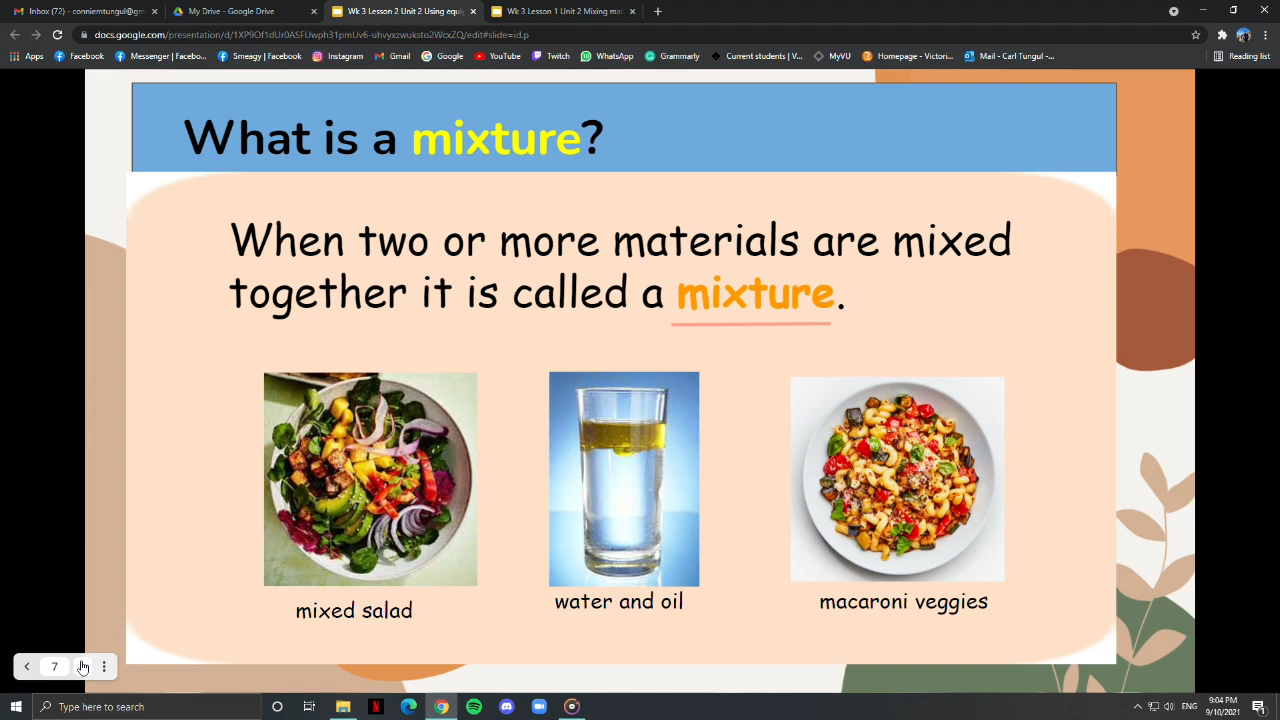 Inbox (72) - conniemtungul@gm
My Drive - Google Drive
Wk 3 Lesson 2 Unit 2 Using equi
Wk 3 Lesson 1 Unit 2 Mixing mat
docs.google.com/presentation/d/1XP9Of1dUr0ASFUwph31pmUv6-uhvyxzwuksto2WoxZQ/edit#slide=id.p
Apps Facebook Messenger | Facebo... Smeagy | Facebook Instagram Gmail Google YouTube Twitch WhatsApp Grammarly Current students | V... MyVU Homepage - Victori... Mail - Carl Tungul -... Reading list
What is a mixture?
When two or more materials are mixed
together it is called a mixture.
mixed salad
water and oil
macaroni veggies
7
Type here to search
ENG
9:04 PM
9/10/2021